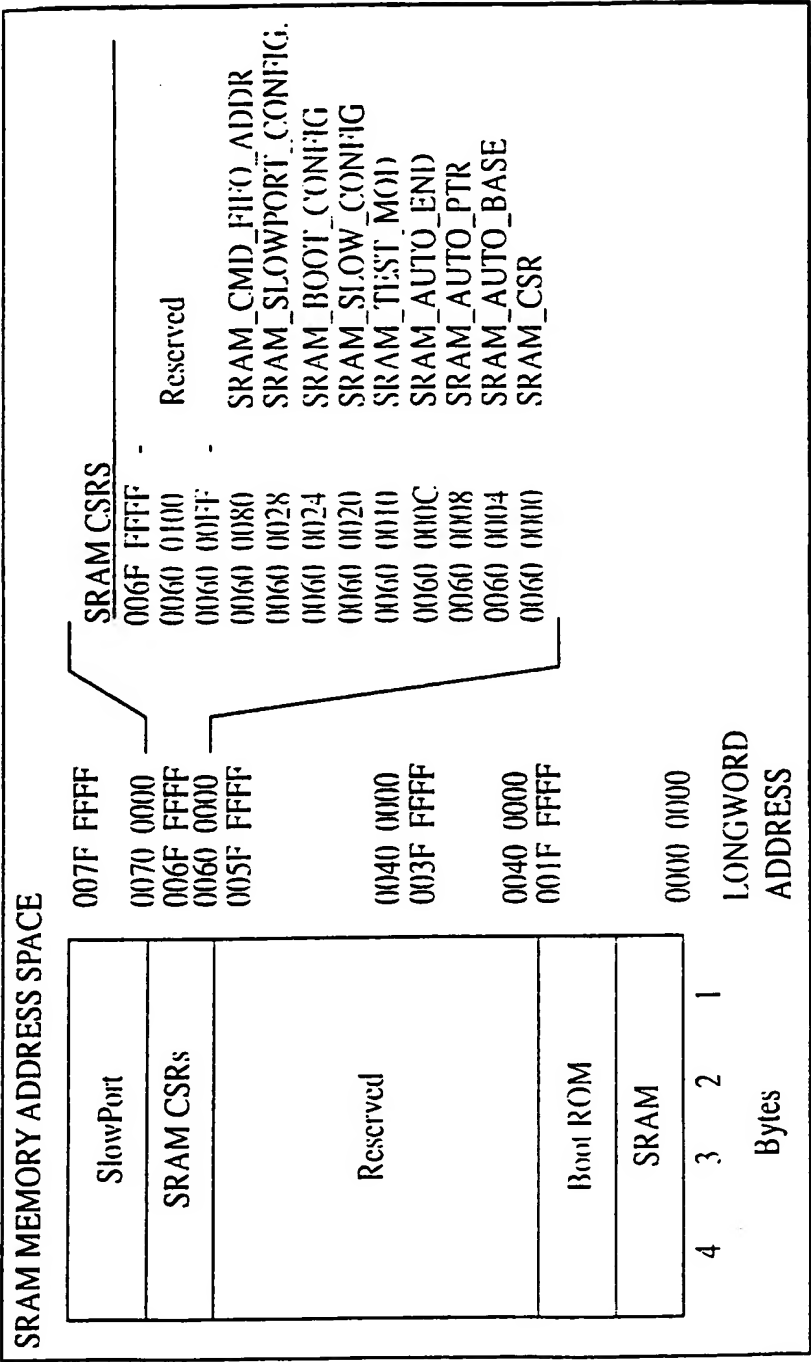 SRAM MEMORY ADDRESS SPACE
SlowPort
SRAM CSRs
Reserved
Boot ROM
SRAM
4 3 2 1
Bytes
007F FFFF
0070 0000
006F FFFF
0060 0000
005F FFFF
0040 0000
003F FFFF
0040 0000
001F FFFF
0000 0000
LONGWORD
ADDRESS
SRAM CSRS
006F FFFF -
0060 0100 Reserved
0060 00FF -
0060 0080 SRAM_CMD_FIFO_ADDR
0060 0028 SRAM_SLOWPORT_CONFIG.
0060 0024 SRAM_BOOT_CONFIG
0060 0020 SRAM_SLOW_CONFIG
0060 0010 SRAM_TEST_MOD
0060 000C SRAM_AUTO_END
0060 0008 SRAM_AUTO_PTR
0060 0004 SRAM_AUTO_BASE
0060 0000 SRAM_CSR